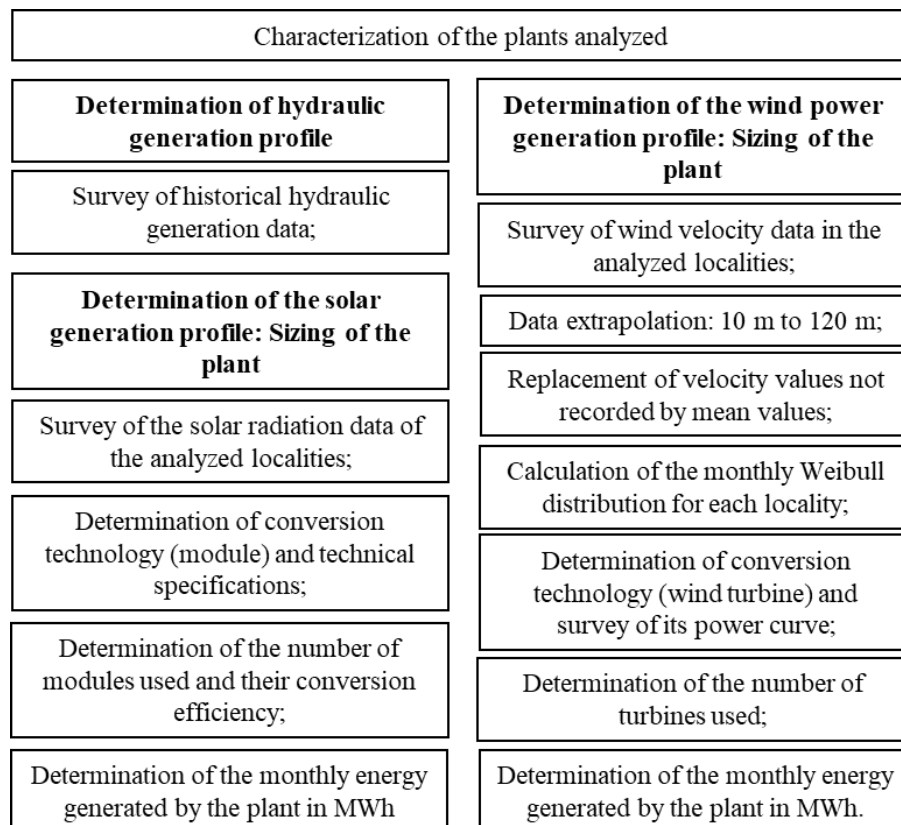 Characterization of the plants analyzed
Determination of hydraulic
generation profile
Survey of historical hydraulic
generation data;
Determination of the solar
generation profile: Sizing of the
plant
Survey of the solar radiation data of
the analyzed localities;
Determination of conversion
technology (module) and technical
specifications;
Determination of the number of
modules used and their conversion
efficiency;
Determination of the monthly energy
generated by the plant in MWh
Determination of the wind power
generation profile: Sizing of the
plant
Survey of wind velocity data in the
analyzed localities;
Data extrapolation: 10 m to 120 m;
Replacement of velocity values not
recorded by mean values;
Calculation of the monthly Weibull
distribution for each locality;
Determination of conversion
technology (wind turbine) and
survey of its power curve;
Determination of the number of
turbines used;
Determination of the monthly energy
generated by the plant in MWh.